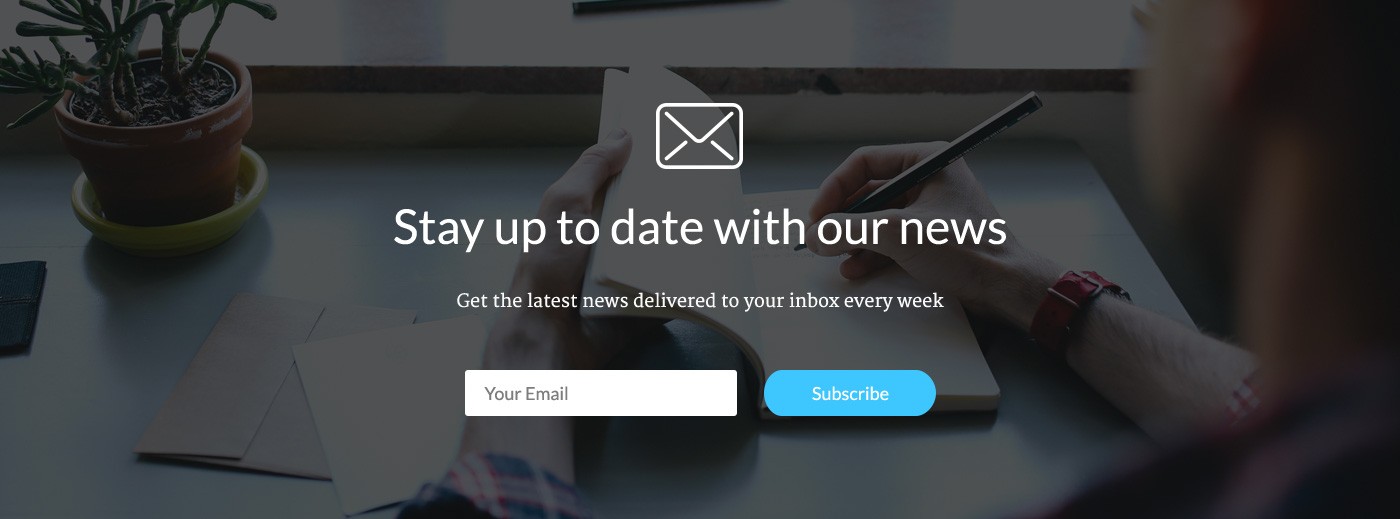 Stay up to date with our news
Get the latest news delivered to your inbox every week
Your Email
Subscribe